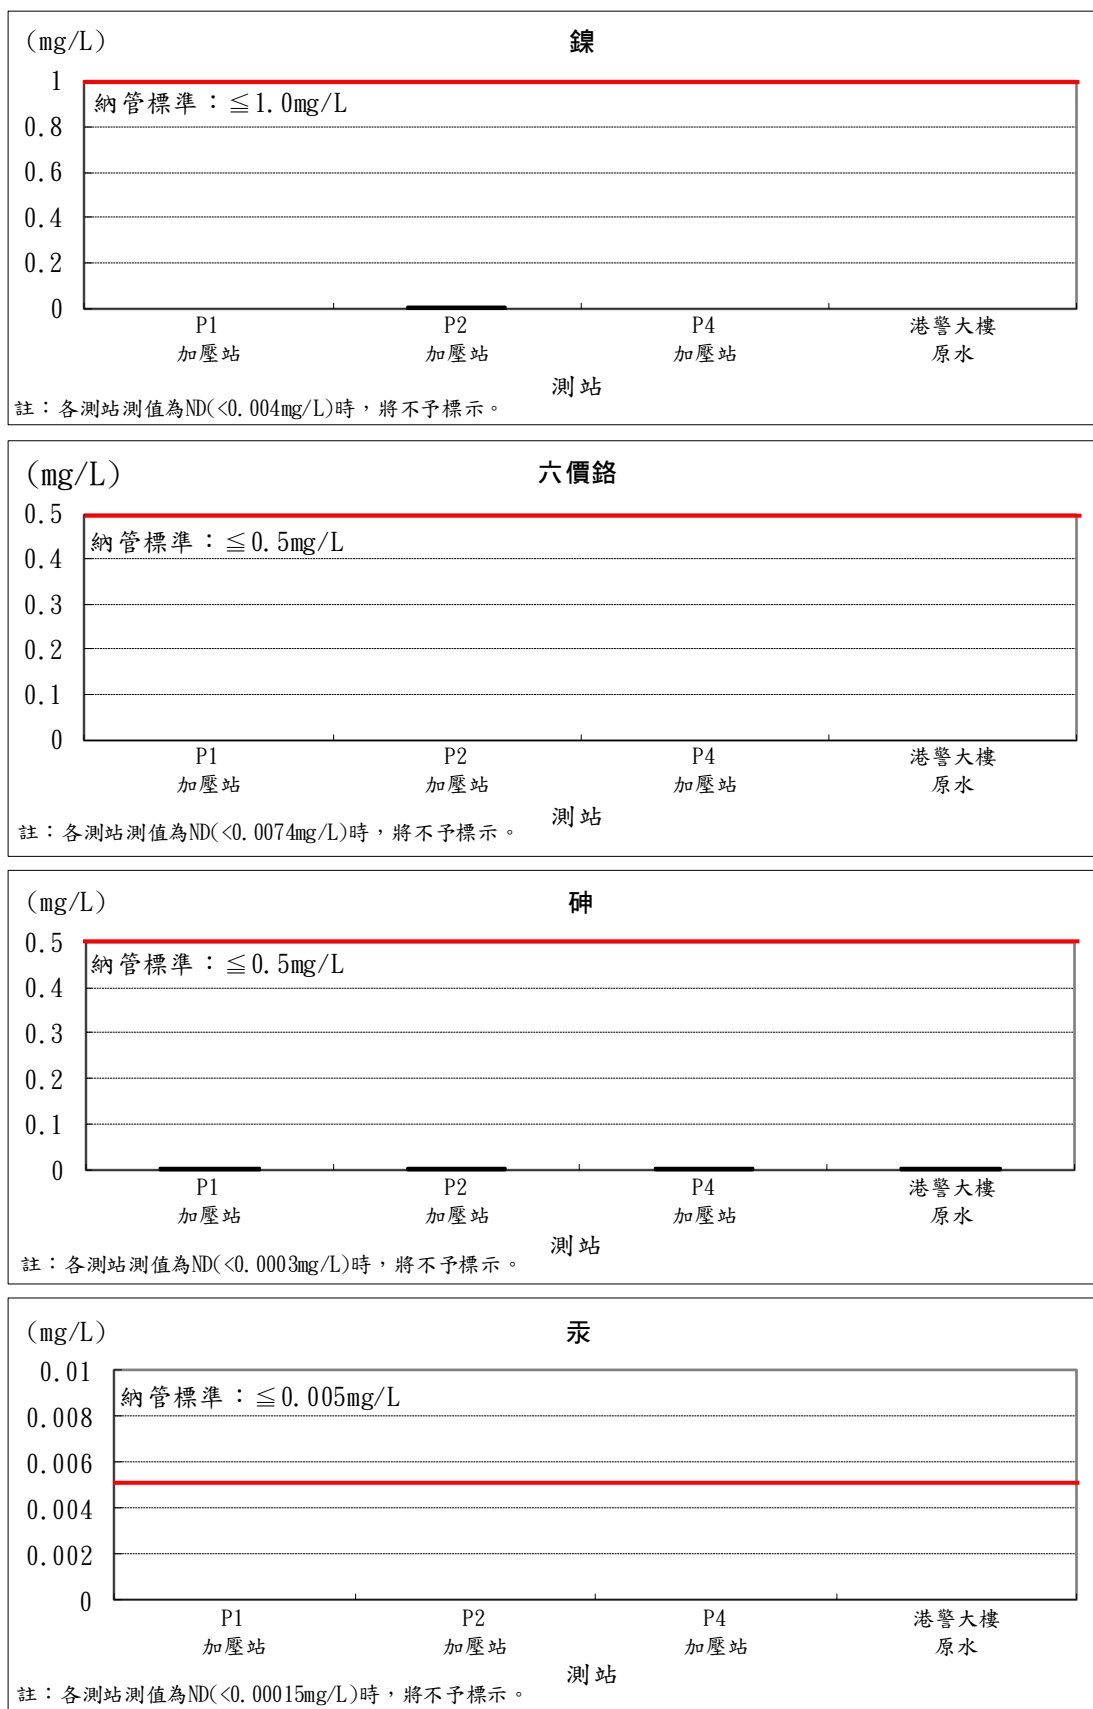 (mg/L)
鎳
1
納管標準：≦1.0mg/L
0.8
0.6
0.4
0.2
0
P1 P2 P4 港警大樓
加壓站 加壓站 加壓站 原水
測站
註：各測站測值為ND(<0.004mg/L)時，將不予標示。
(mg/L)
六價鉻
0.5
納管標準：≦0.5mg/L
0.4
0.3
0.2
0.1
0
P1 P2 P4 港警大樓
加壓站 加壓站 加壓站 原水
測站
註：各測站測值為ND(<0.0074mg/L)時，將不予標示。
(mg/L)
砷
0.5
納管標準：≦0.5mg/L
0.4
0.3
0.2
0.1
0
P1 P2 P4 港警大樓
加壓站 加壓站 加壓站 原水
測站
註：各測站測值為ND(<0.0003mg/L)時，將不予標示。
(mg/L)
汞
0.01
納管標準：≦0.005mg/L
0.008
0.006
0.004
0.002
0
P1 P2 P4 港警大樓
加壓站 加壓站 加壓站 原水
測站
註：各測站測值為ND(<0.00015mg/L)時，將不予標示。